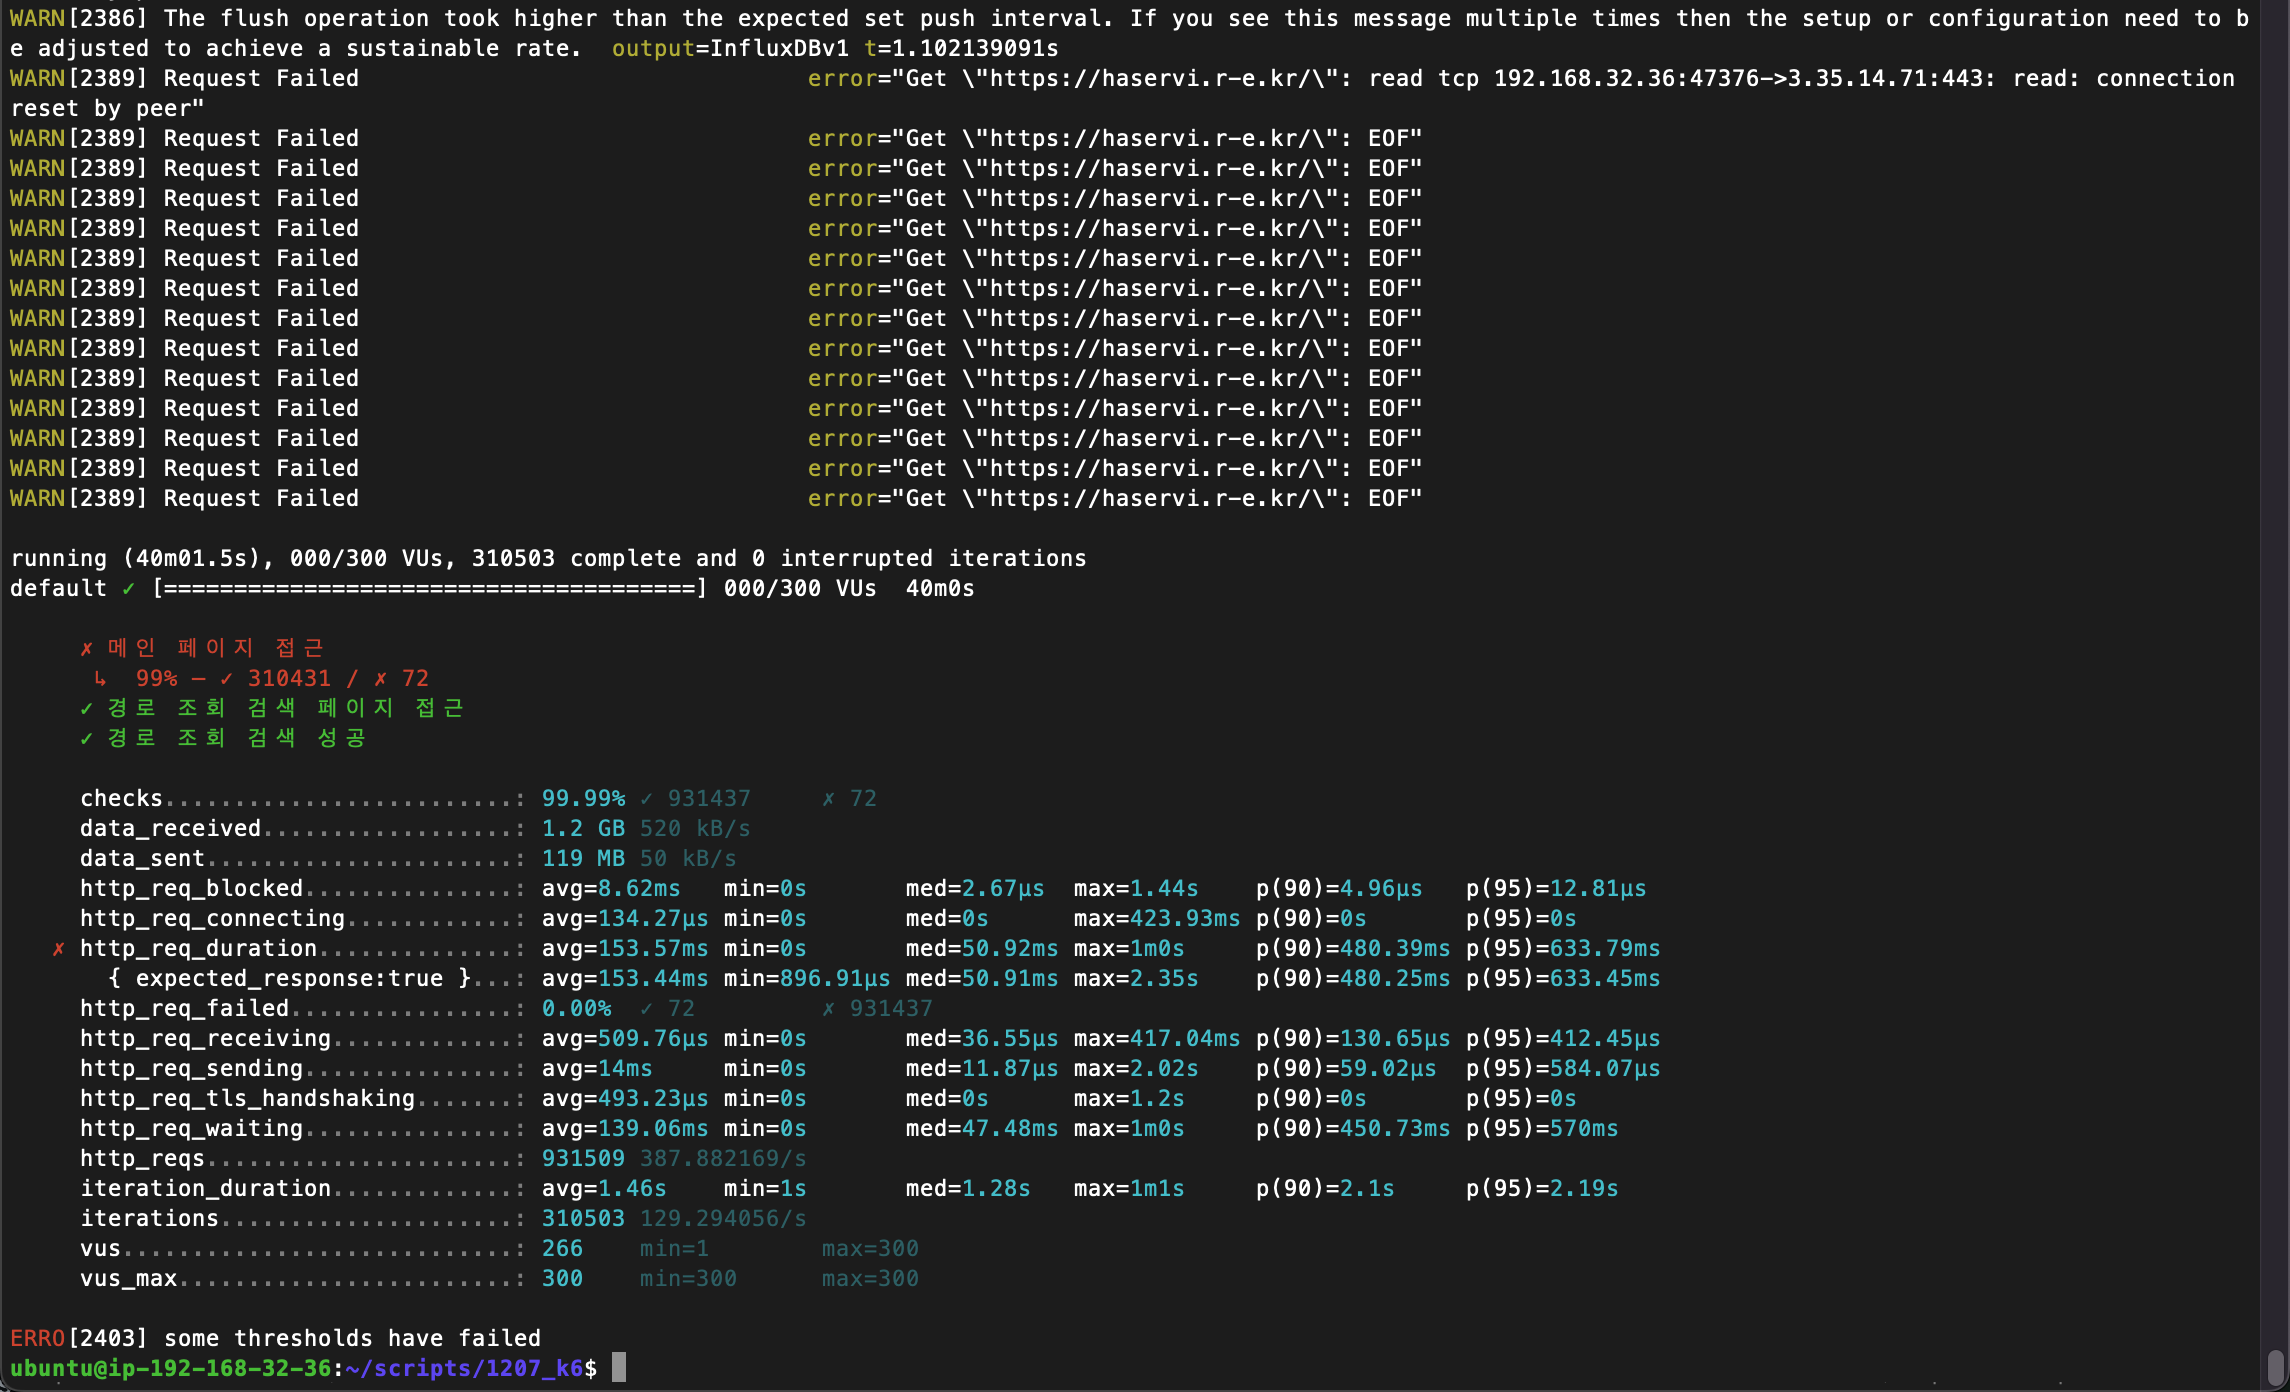 WARN[2386] The flush operation took higher than the expected set push interval. If you see this message multiple times then the setup or configuration need to b
e adjusted to achieve a sustainable rate.  output=InfluxDBv1 t=1.102139091s
WARN[2389] Request Failed                                error="Get \"https://haservi.r-e.kr/\": read tcp 192.168.32.36:47376->3.35.14.71:443: read: connection
reset by peer"
WARN[2389] Request Failed                                error="Get \"https://haservi.r-e.kr/\": EOF"
WARN[2389] Request Failed                                error="Get \"https://haservi.r-e.kr/\": EOF"
WARN[2389] Request Failed                                error="Get \"https://haservi.r-e.kr/\": EOF"
WARN[2389] Request Failed                                error="Get \"https://haservi.r-e.kr/\": EOF"
WARN[2389] Request Failed                                error="Get \"https://haservi.r-e.kr/\": EOF"
WARN[2389] Request Failed                                error="Get \"https://haservi.r-e.kr/\": EOF"
WARN[2389] Request Failed                                error="Get \"https://haservi.r-e.kr/\": EOF"
WARN[2389] Request Failed                                error="Get \"https://haservi.r-e.kr/\": EOF"
WARN[2389] Request Failed                                error="Get \"https://haservi.r-e.kr/\": EOF"
WARN[2389] Request Failed                                error="Get \"https://haservi.r-e.kr/\": EOF"
WARN[2389] Request Failed                                error="Get \"https://haservi.r-e.kr/\": EOF"
WARN[2389] Request Failed                                error="Get \"https://haservi.r-e.kr/\": EOF"
WARN[2389] Request Failed                                error="Get \"https://haservi.r-e.kr/\": EOF"
running (40m01.5s), 000/300 VUs, 310503 complete and 0 interrupted iterations
default ✓ [======================================] 000/300 VUs  40m0s
✗ 메인 페이지 접근
↳  99% — ✓ 310431 / ✗ 72
✓ 경로 조회 검색 페이지 접근
✓ 경로 조회 검색 성공
checks.........................: 99.99% ✓ 931437     ✗ 72
data_received..................: 1.2 GB 520 kB/s
data_sent......................: 119 MB 50 kB/s
http_req_blocked...............: avg=8.62ms   min=0s       med=2.67µs  max=1.44s    p(90)=4.96µs   p(95)=12.81µs
http_req_connecting............: avg=134.27µs min=0s       med=0s      max=423.93ms p(90)=0s       p(95)=0s
✗ http_req_duration..............: avg=153.57ms min=0s       med=50.92ms max=1m0s     p(90)=480.39ms p(95)=633.79ms
{ expected_response:true }...: avg=153.44ms min=896.91µs med=50.91ms max=2.35s    p(90)=480.25ms p(95)=633.45ms
http_req_failed................: 0.00%  ✓ 72         ✗ 931437
http_req_receiving.............: avg=509.76µs min=0s       med=36.55µs max=417.04ms p(90)=130.65µs p(95)=412.45µs
http_req_sending...............: avg=14ms     min=0s       med=11.87µs max=2.02s    p(90)=59.02µs  p(95)=584.07µs
http_req_tls_handshaking.......: avg=493.23µs min=0s       med=0s      max=1.2s     p(90)=0s       p(95)=0s
http_req_waiting...............: avg=139.06ms min=0s       med=47.48ms max=1m0s     p(90)=450.73ms p(95)=570ms
http_reqs......................: 931509 387.882169/s
iteration_duration.............: avg=1.46s    min=1s       med=1.28s   max=1m1s     p(90)=2.1s     p(95)=2.19s
iterations.....................: 310503 129.294056/s
vus............................: 266    min=1        max=300
vus_max........................: 300    min=300      max=300
ERRO[2403] some thresholds have failed
ubuntu@ip-192-168-32-36:~/scripts/1207_k6$